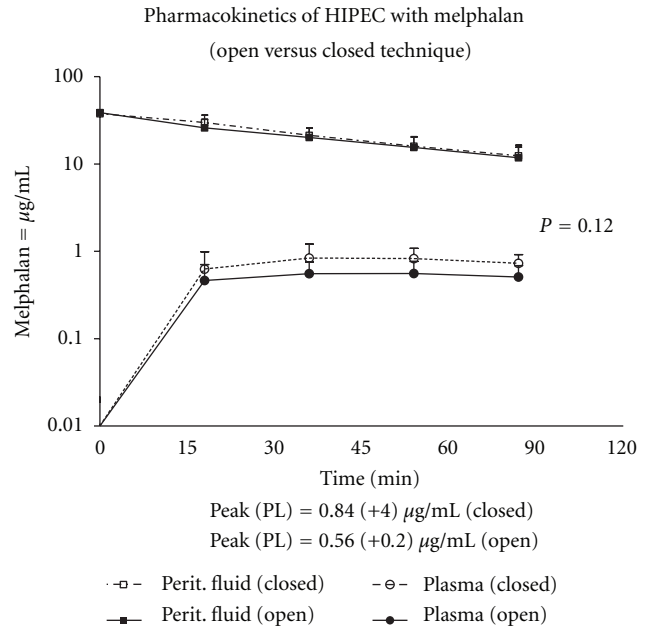 Pharmacokinetics of HIPEC with melphalan
(open versus closed technique)
100
10
1
0.1
0.01
Melphalan = μg/mL
P = 0.12
0 15 30 45 60 90 120
Time (min)
Peak (PL) = 0.84 (+4) μg/mL (closed)
Peak (PL) = 0.56 (+0.2) μg/mL (open)
Perit. fluid (closed) Plasma (closed)
Perit. fluid (open) Plasma (open)